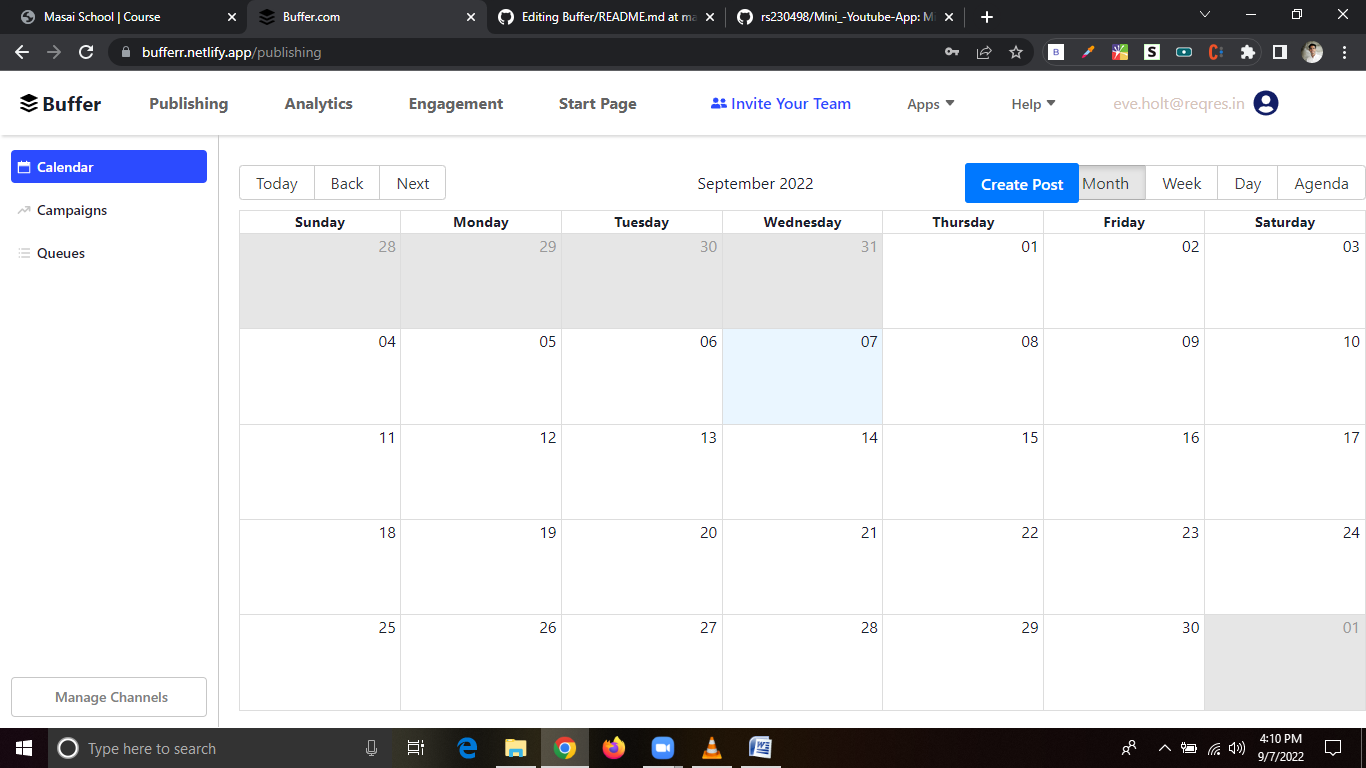 Masai School | Course
Buffer.com
Editing Buffer/README.md at ma
rs230498/Mini_-Youtube-App: Mi
bufferr.netlify.app/publishing
Buffer
Publishing
Analytics
Engagement
Start Page
Invite Your Team
Apps
Help
eve.holt@reqres.in
Calendar
Campaigns
Queues
Manage Channels
Today Back Next
September 2022
Create Post
Month Week Day Agenda
Sunday Monday Tuesday Wednesday Thursday Friday Saturday
28 29 30 31 01 02 03
04 05 06 07 08 09 10
11 12 13 14 15 16 17
18 19 20 21 22 23 24
25 26 27 28 29 30 01
Type here to search
4:10 PM
9/7/2022